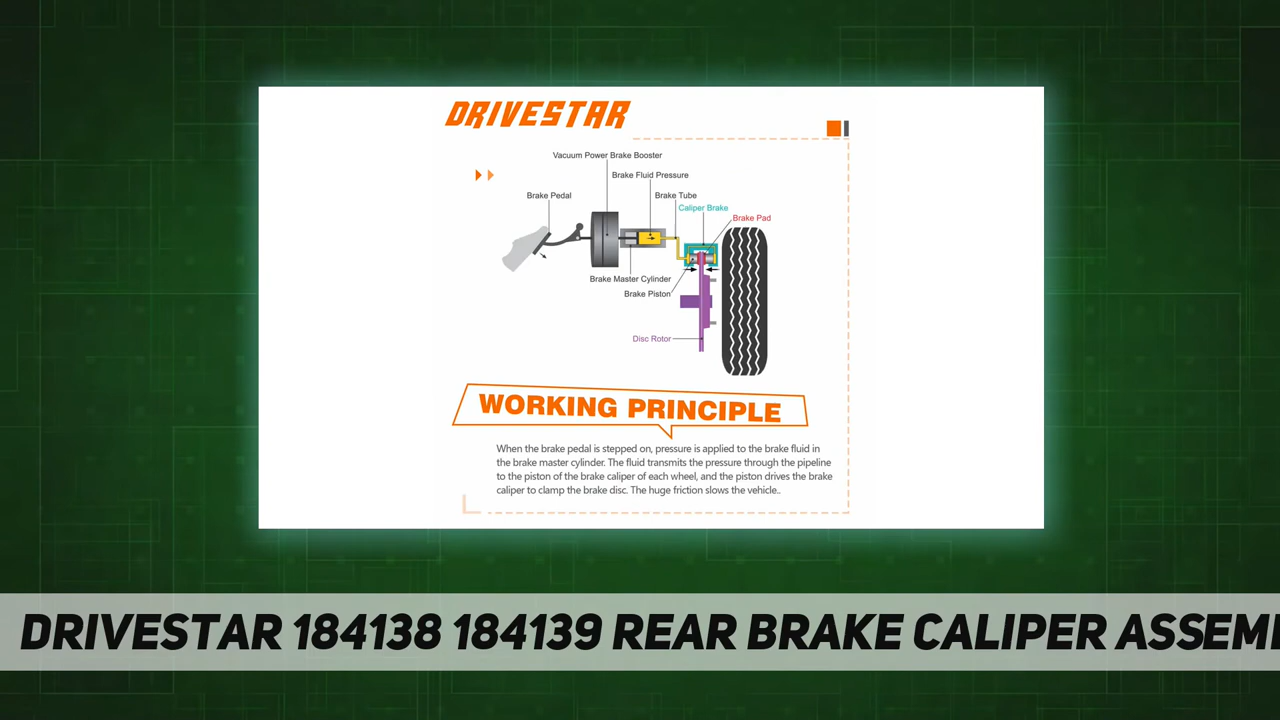 DRIVESTAR
Vacuum Power Brake Booster
Brake Fluid Pressure
Brake Pedal
Brake Tube
Caliper Brake
Brake Pad
Brake Master Cylinder
Brake Piston
Disc Rotor
WORKING PRINCIPLE
When the brake pedal is stepped on, pressure is applied to the brake fluid in
the brake master cylinder. The fluid transmits the pressure through the pipeline
to the piston of the brake caliper of each wheel, and the piston drives the brake
caliper to clamp the brake disc. The huge friction slows the vehicle..
DRIVESTAR 184138 184139 REAR BRAKE CALIPER ASSEM